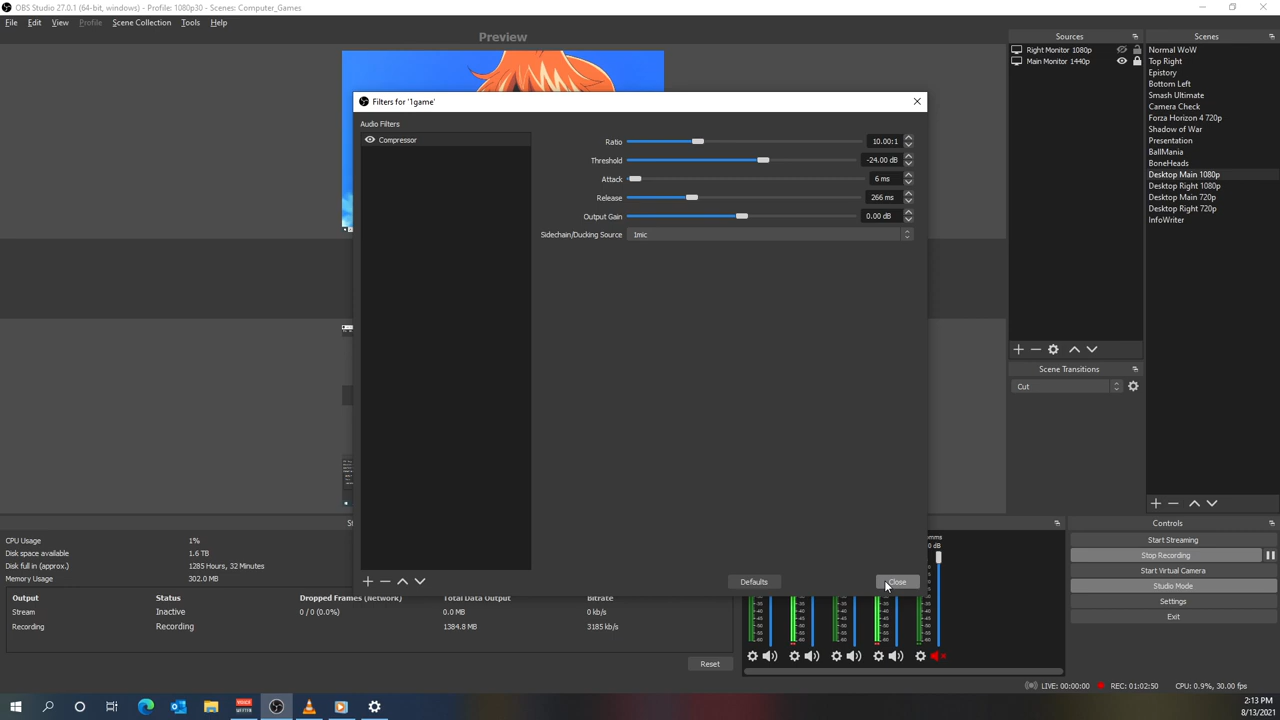 OBS Studio 27.0.1 (64-bit, windows) - Profile: 1080p30 - Scenes: Computer_Games
File Edit View Profile Scene Collection Tools Help
Preview
Filters for '1game'
Audio Filters
Compressor
Ratio 10.00:1
Threshold -24.00 dB
Attack 6 ms
Release 266 ms
Output Gain 0.00 dB
Sidechain/Ducking Source 1mic
Defaults Close
Sources
Right Monitor 1080p
Main Monitor 1440p
Scene Transitions
Cut
Scenes
Normal WoW
Top Right
Epistory
Bottom Left
Smash Ultimate
Camera Check
Forza Horizon 4 720p
Shadow of War
Presentation
BallMania
BoneHeads
Desktop Main 1080p
Desktop Right 1080p
Desktop Main 720p
Desktop Right 720p
InfoWriter
CPU Usage 1%
Disk space available 1.6 TB
Disk full in (approx.) 1285 Hours, 32 Minutes
Memory Usage 302.0 MB
Output Status Dropped Frames (Network) Total Data Output Bitrate
Stream Inactive 0 / 0 (0.0%) 0.0 MB 0 kb/s
Recording Recording 1384.8 MB 3185 kb/s
Reset
Controls
Start Streaming
Stop Recording
Start Virtual Camera
Studio Mode
Settings
Exit
LIVE: 00:00:00 REC: 01:02:50 CPU: 0.9%, 30.00 fps
2:13 PM
8/13/2021